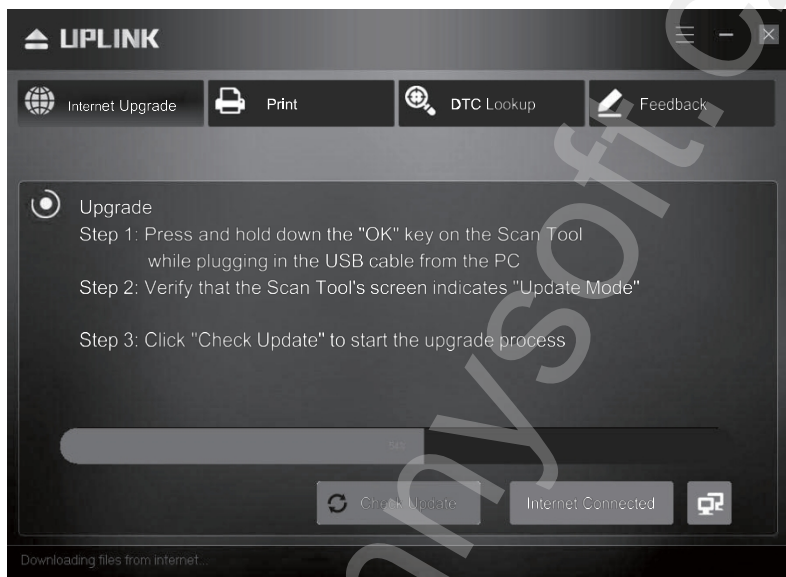 UPLINK
Internet Upgrade
Print
DTC Lookup
Feedback
Upgrade
Step 1: Press and hold down the "OK" key on the Scan Tool
while plugging in the USB cable from the PC
Step 2: Verify that the Scan Tool's screen indicates "Update Mode"
Step 3: Click "Check Update" to start the upgrade process
Check Update
Internet Connected
Downloading files from internet...